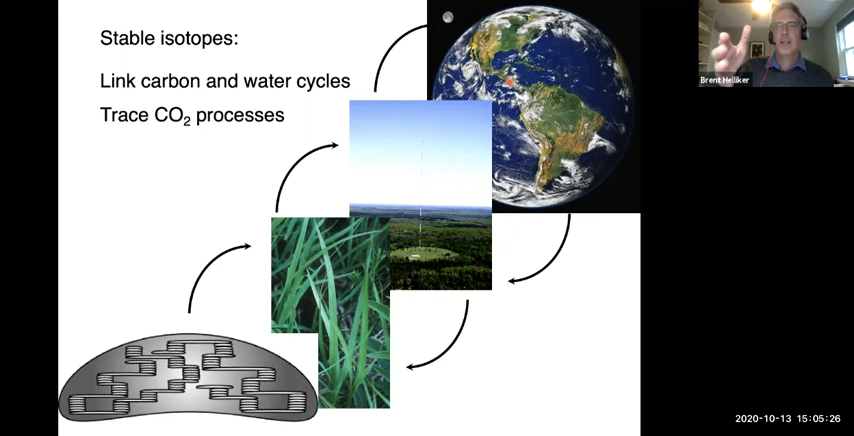 Stable isotopes:
Link carbon and water cycles
Trace CO₂ processes
Brent Helliker
2020-10-13 15:05:26